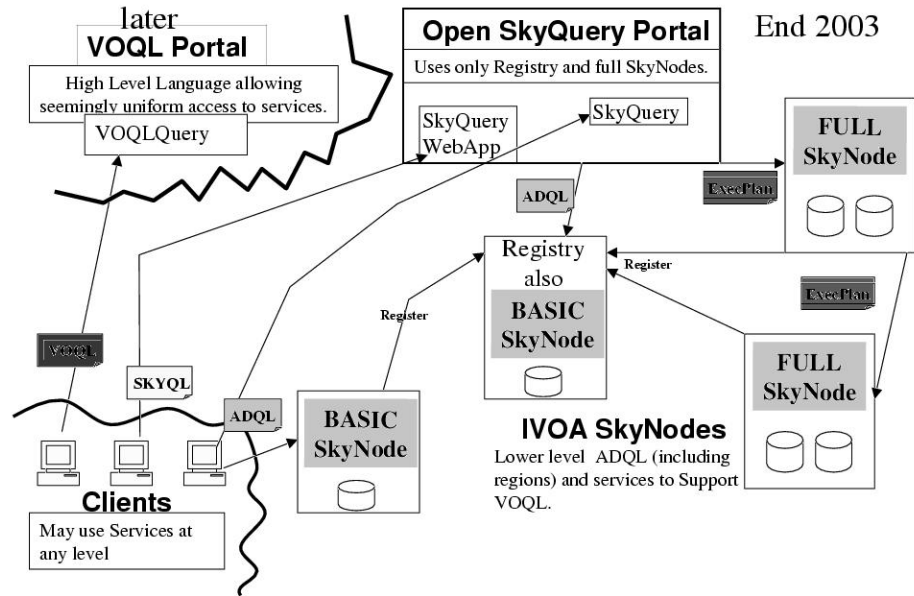 later
VOQL Portal
High Level Language allowing
seemingly uniform access to services.
VOQLQuery
Open SkyQuery Portal
Uses only Registry and full SkyNodes.
SkyQuery
WebApp
SkyQuery
End 2003
FULL
SkyNode
ExecPlan
ADQL
Registry
also
BASIC
SkyNode
Register
ExecPlan
Register
FULL
SkyNode
VOQL
SKYQL
ADQL
BASIC
SkyNode
IVOA SkyNodes
Lower level ADQL (including
regions) and services to Support
VOQL.
Clients
May use Services at
any level